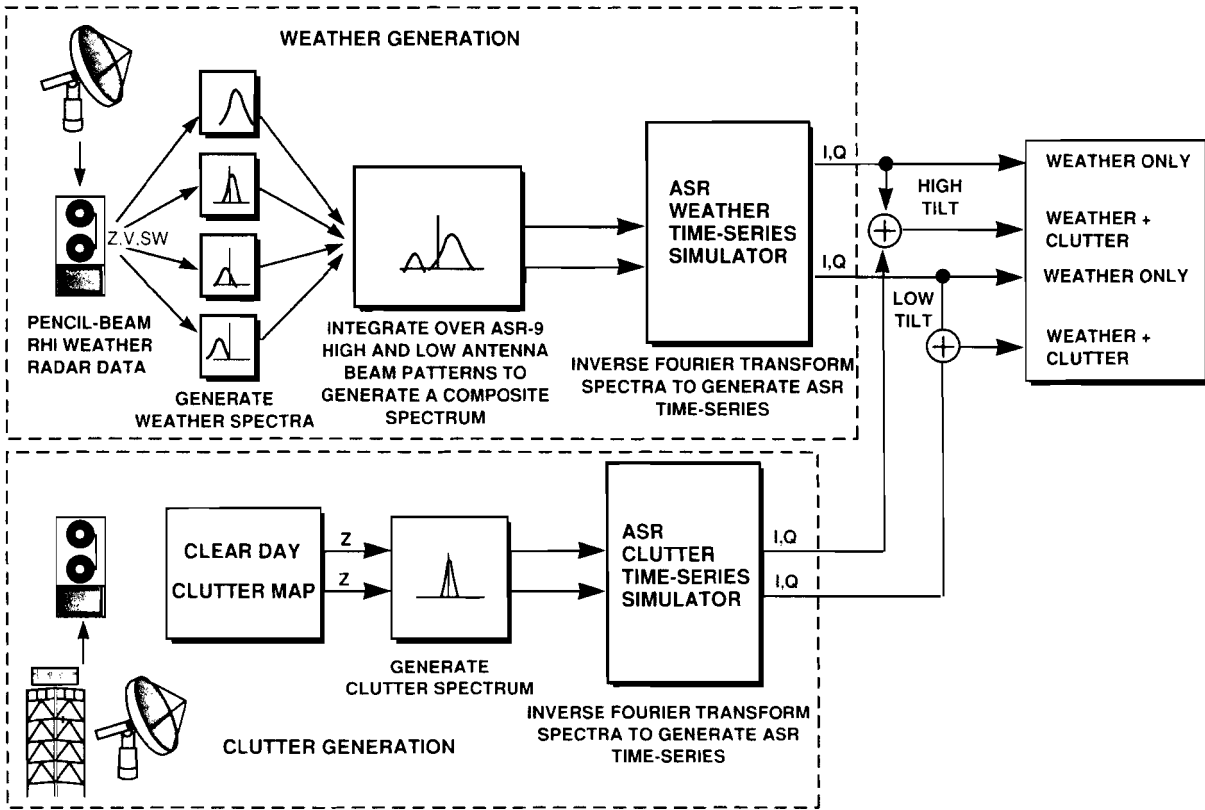 WEATHER GENERATION
Z,V,SW
PENCIL-BEAM
RHI WEATHER
RADAR DATA
GENERATE
WEATHER SPECTRA
INTEGRATE OVER ASR-9
HIGH AND LOW ANTENNA
BEAM PATTERNS TO
GENERATE A COMPOSITE
SPECTRUM
ASR
WEATHER
TIME-SERIES
SIMULATOR
INVERSE FOURIER TRANSFORM
SPECTRA TO GENERATE ASR
TIME-SERIES
I,Q
I,Q
HIGH
TILT
LOW
TILT
WEATHER ONLY
WEATHER +
CLUTTER
WEATHER ONLY
WEATHER +
CLUTTER
CLEAR DAY
CLUTTER MAP
Z
Z
GENERATE
CLUTTER SPECTRUM
ASR
CLUTTER
TIME-SERIES
SIMULATOR
I,Q
I,Q
INVERSE FOURIER TRANSFORM
SPECTRA TO GENERATE ASR
TIME-SERIES
CLUTTER GENERATION